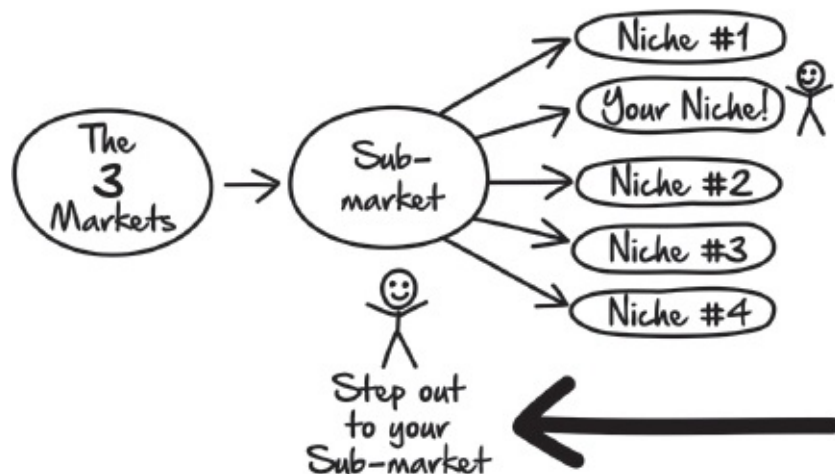 The
3
Markets
Sub-
market
Niche #1
Your Niche!
Niche #2
Niche #3
Niche #4
Step out
to your
Sub-market